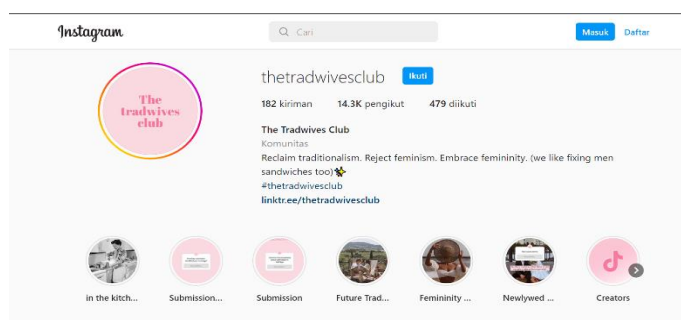 Instagram
Cari
Masuk
Daftar
The
tradwives
club
thetradwivesclub
Ikuti
182 kiriman 14.3K pengikut 479 diikuti
The Tradwives Club
Komunitas
Reclaim traditionalism. Reject feminism. Embrace femininity. (we like fixing men
sandwiches too)✨
#thetradwivesclub
linktr.ee/thetradwivesclub
in the kitch... Submission... Submission Future Trad... Femininity ... Newlywed ... Creators